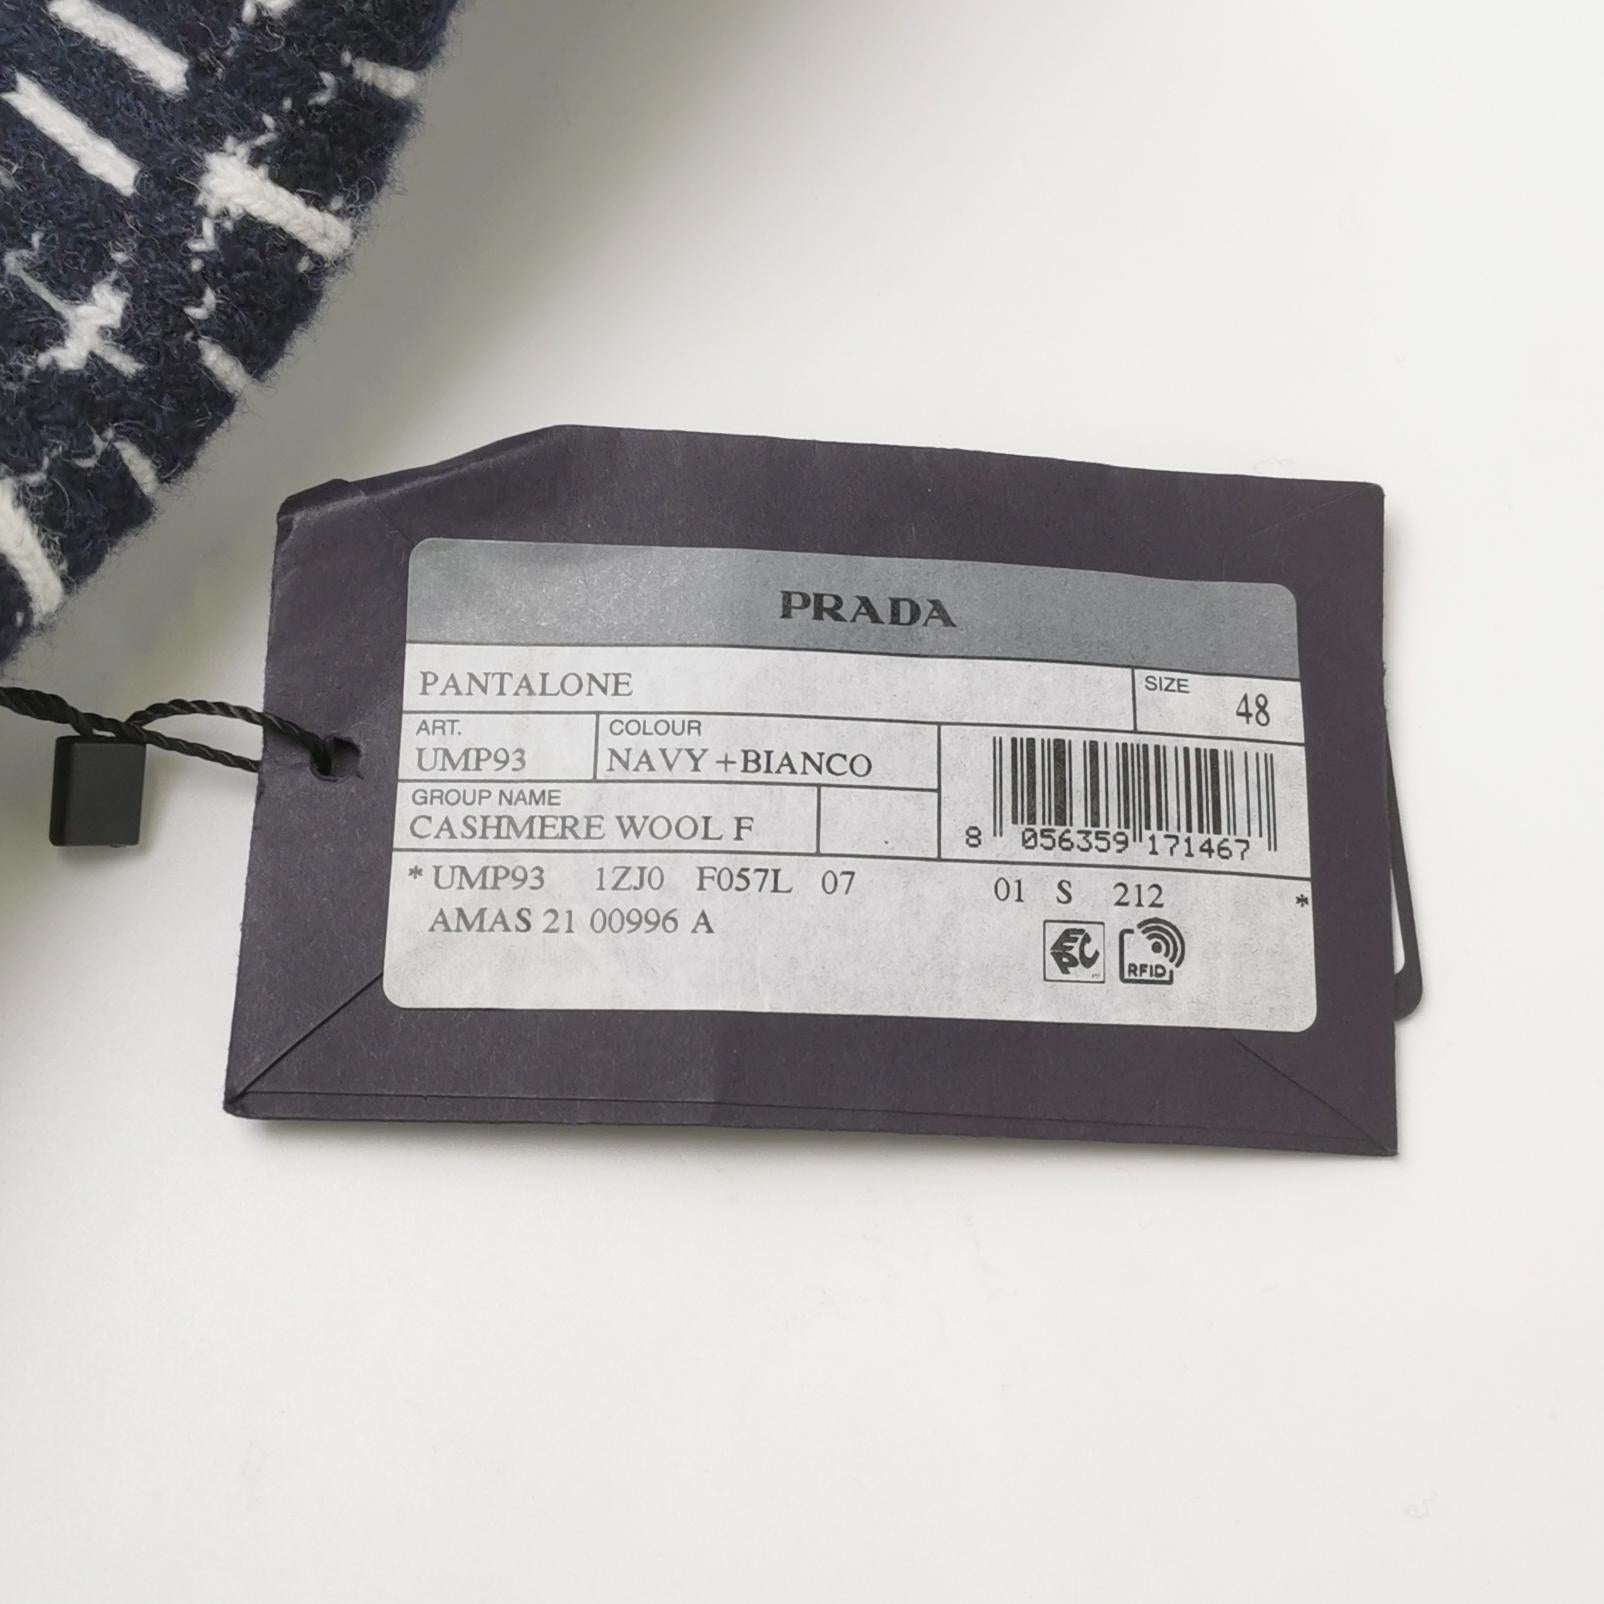 PRADA
PANTALONE
SIZE
48
ART.
UMP93
COLOUR
NAVY+BIANCO
GROUP NAME
CASHMERE WOOL F
8 056359 171467
* UMP93 1ZJ0 F057L 07 01 S 212 *
AMAS 21 00996 A
EPC
RFID